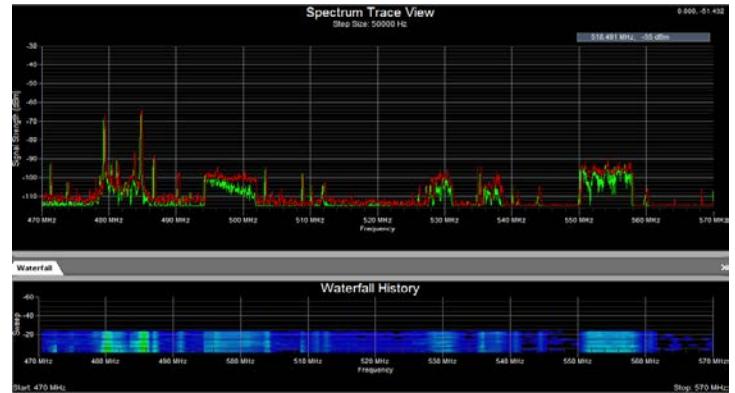 Spectrum Trace View
0.000, -51.432
Step Size: 50000 Hz
518.491 MHz, -35 dBm
-30
-40
-50
-60
-70
-80
-90
-100
-110
Signal Strength [dBm]
470 MHz 480 MHz 490 MHz 500 MHz 510 MHz 520 MHz 530 MHz 540 MHz 550 MHz 560 MHz 570 MHz
Frequency
Waterfall
Waterfall History
-60
-40
-20
Sweep
470 MHz 480 MHz 490 MHz 500 MHz 510 MHz 520 MHz 530 MHz 540 MHz 550 MHz 560 MHz 570 MHz
Frequency
Start: 470 MHz
Stop: 570 MHz